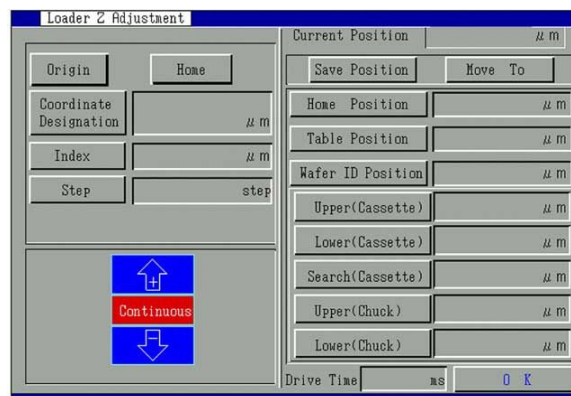 Loader Z Adjustment
Current Position μm
Origin Home
Save Position Move To
Coordinate
Designation μm
Home Position μm
Index μm
Table Position μm
Step step
Wafer ID Position μm
Upper(Cassette) μm
Lower(Cassette) μm
+
Search(Cassette) μm
Continuous
Upper(Chuck) μm
-
Lower(Chuck) μm
Drive Time ms O K